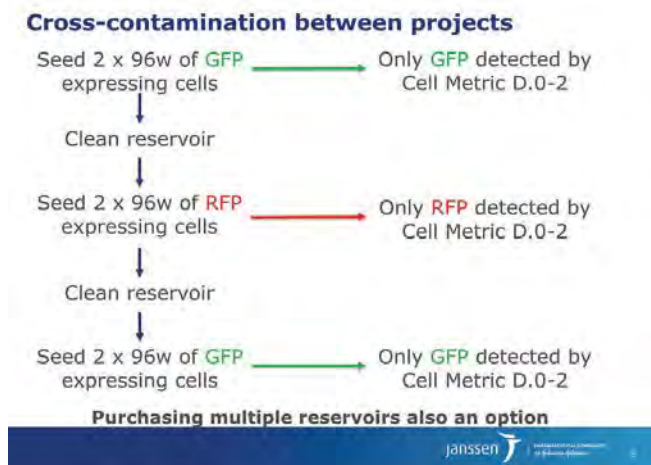 Cross-contamination between projects
Seed 2 x 96w of GFP
expressing cells
Only GFP detected by
Cell Metric D.0-2
Clean reservoir
Seed 2 x 96w of RFP
expressing cells
Only RFP detected by
Cell Metric D.0-2
Clean reservoir
Seed 2 x 96w of GFP
expressing cells
Only GFP detected by
Cell Metric D.0-2
Purchasing multiple reservoirs also an option
janssen